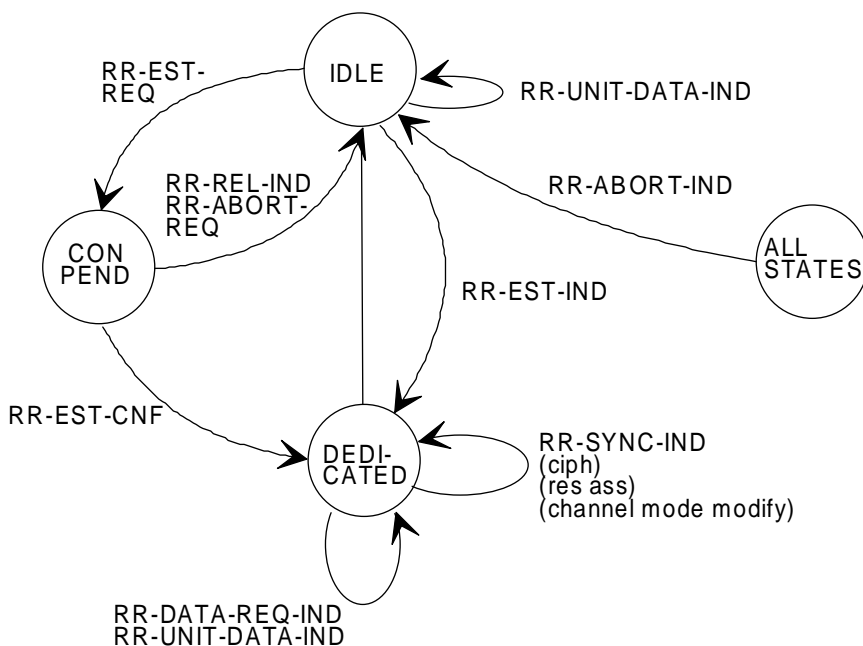 IDLE
RR-EST-
REQ
RR-UNIT-DATA-IND
RR-REL-IND
RR-ABORT-
REQ
RR-ABORT-IND
CON
PEND
ALL
STATES
RR-EST-IND
RR-EST-CNF
DEDI-
CATED
RR-SYNC-IND
(ciph)
(res ass)
(channel mode modify)
RR-DATA-REQ-IND
RR-UNIT-DATA-IND